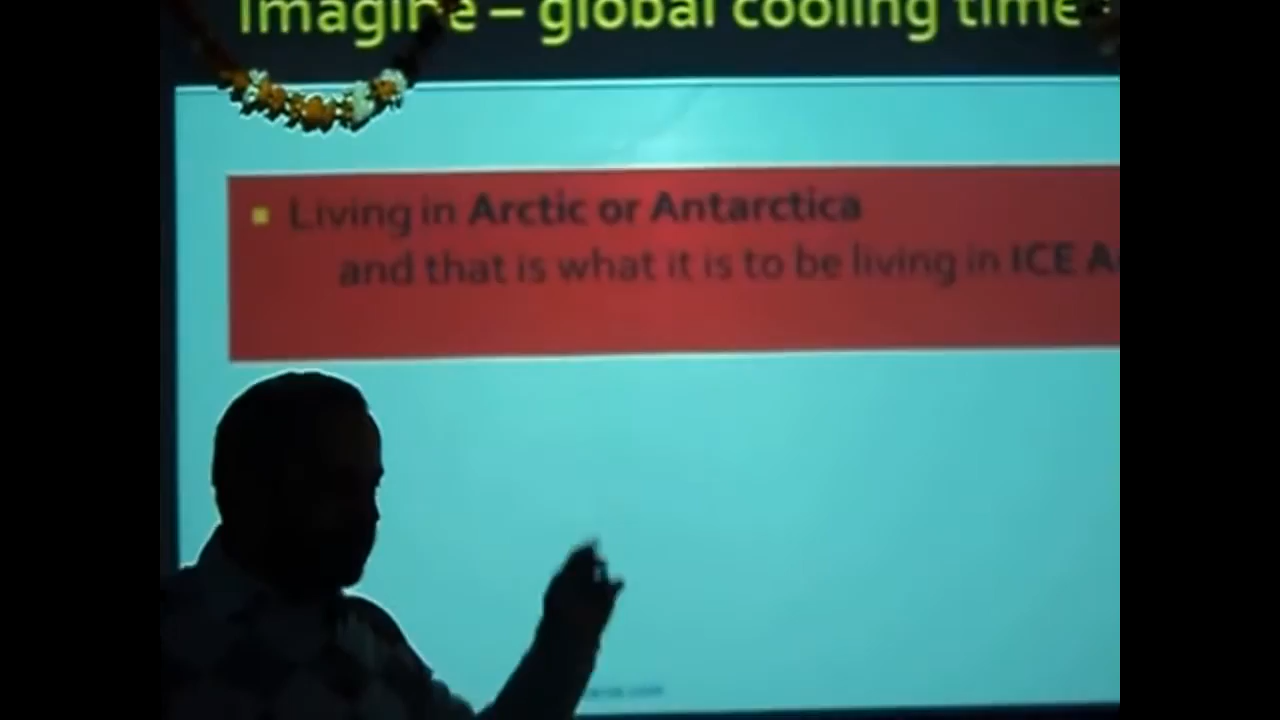 Imagine – global cooling time
Living in Arctic or Antarctica
and that is what it is to be living in ICE A